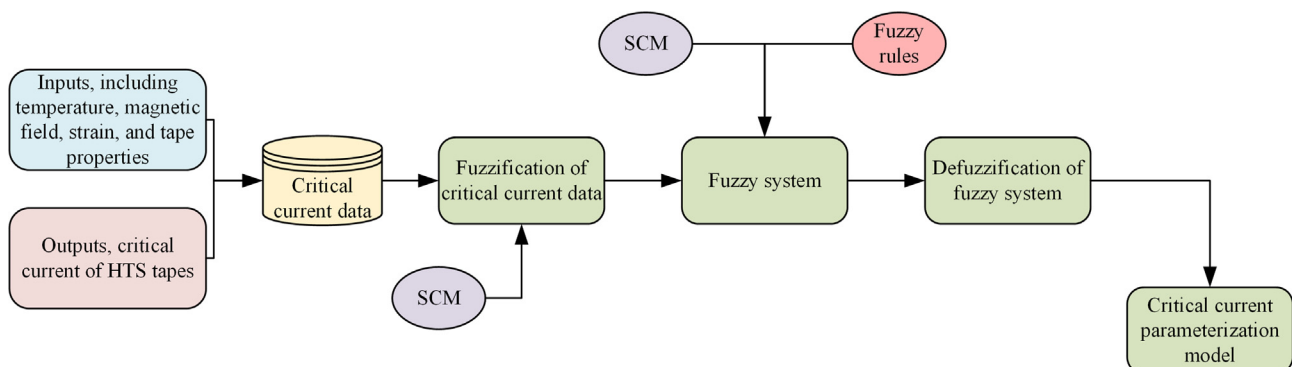 Inputs, including
temperature, magnetic
field, strain, and tape
properties
Outputs, critical
current of HTS tapes
Critical
current data
Fuzzification of
critical current data
SCM
SCM
Fuzzy
rules
Fuzzy system
Defuzzification of
fuzzy system
Critical current
parameterization
model